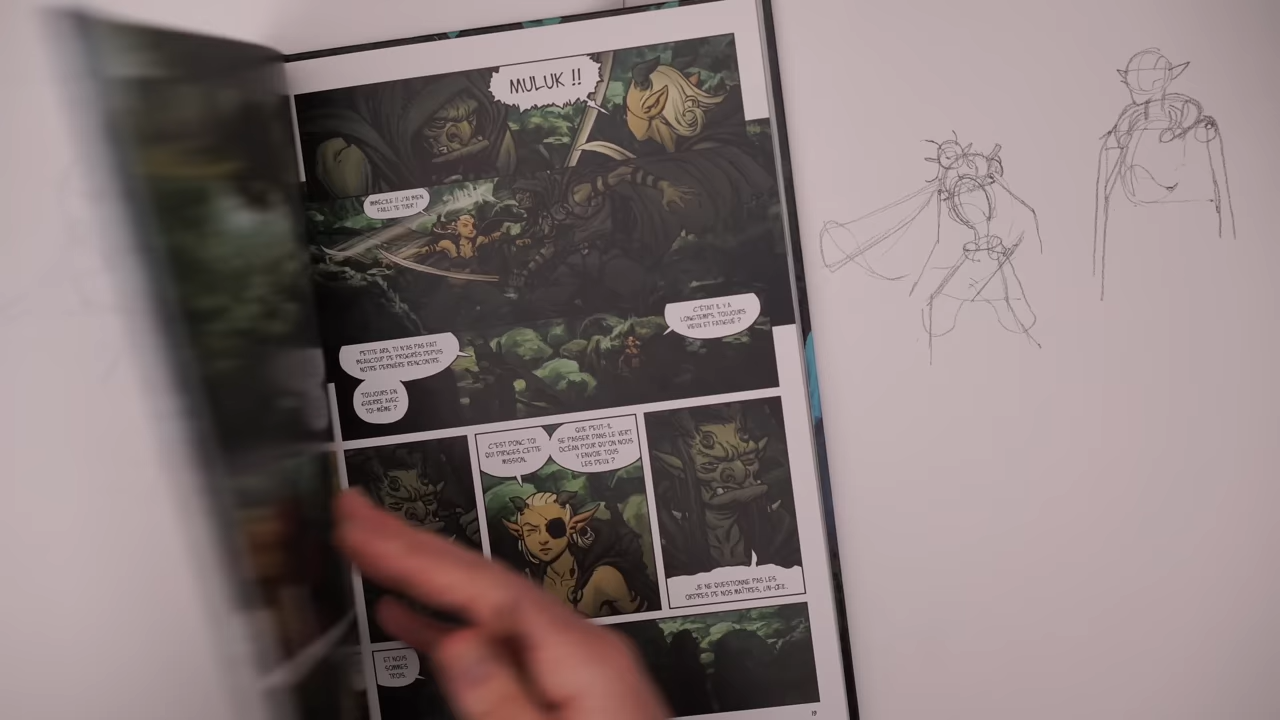 MULUK !!
IMBÉCILE !! J'AI BIEN
FAILLI TE TUER !
C'ÉTAIT IL Y A
LONGTEMPS. TOUJOURS
VIEUX ET FATIGUÉ ?
PETITE ARA, TU N'AS PAS FAIT
BEAUCOUP DE PROGRÈS DEPUIS
NOTRE DERNIÈRE RENCONTRE.
TOUJOURS EN
GUERRE AVEC
TOI-MÊME ?
C'EST DONC TOI
QUI DIRIGES CETTE
MISSION.
QUE PEUT-IL
SE PASSER DANS LE VERT
OCÉAN POUR QU'ON NOUS
Y ENVOIE TOUS
LES DEUX ?
JE NE QUESTIONNE PAS LES
ORDRES DE NOS MAÎTRES, UN-ŒIL.
ET NOUS
SOMMES
TROIS.
19